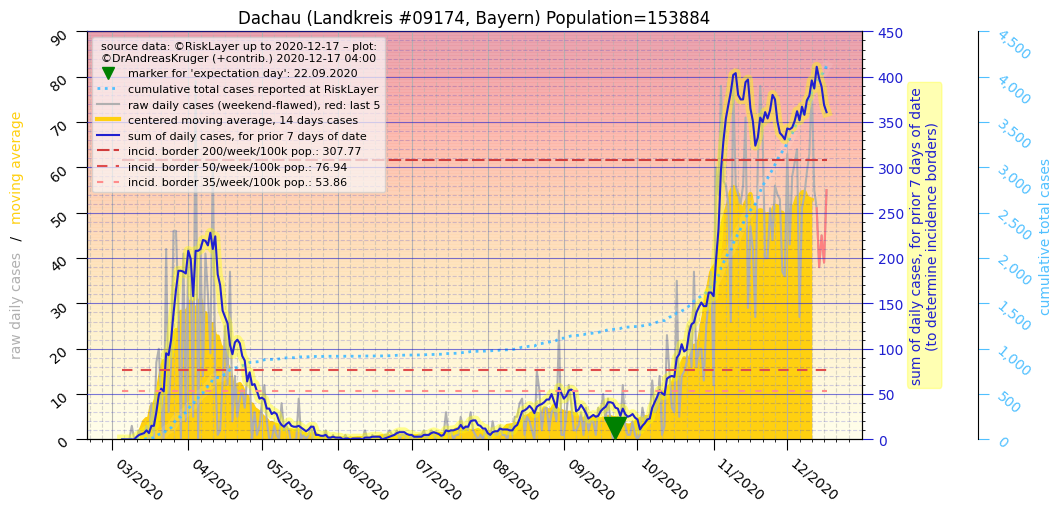 Dachau (Landkreis #09174, Bayern) Population=153884
source data: ©RiskLayer up to 2020-12-17 – plot:
©DrAndreasKruger (+contrib.) 2020-12-17 04:00
marker for 'expectation day': 22.09.2020
cumulative total cases reported at RiskLayer
raw daily cases (weekend-flawed), red: last 5
centered moving average, 14 days cases
sum of daily cases, for prior 7 days of date
incid. border 200/week/100k pop.: 307.77
incid. border 50/week/100k pop.: 76.94
incid. border 35/week/100k pop.: 53.86
raw daily cases / moving average
90
80
70
60
50
40
30
20
10
0
03/2020
04/2020
05/2020
06/2020
07/2020
08/2020
09/2020
10/2020
11/2020
12/2020
450
400
350
300
250
200
150
100
50
0
sum of daily cases, for prior 7 days of date
(to determine incidence borders)
4,500
4,000
3,500
3,000
2,500
2,000
1,500
1,000
500
0
cumulative total cases